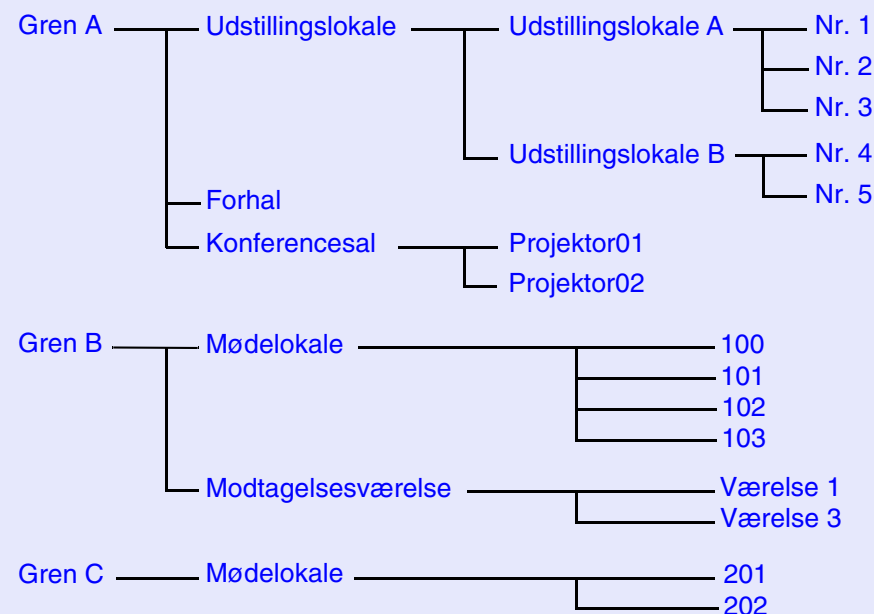 Gren A Udstillingslokale Udstillingslokale A Nr. 1
Nr. 2
Nr. 3
Udstillingslokale B Nr. 4
Nr. 5
Forhal
Konferencesal Projektor01
Projektor02
Gren B Mødelokale 100
101
102
103
Modtagelsesværelse Værelse 1
Værelse 3
Gren C Mødelokale 201
202